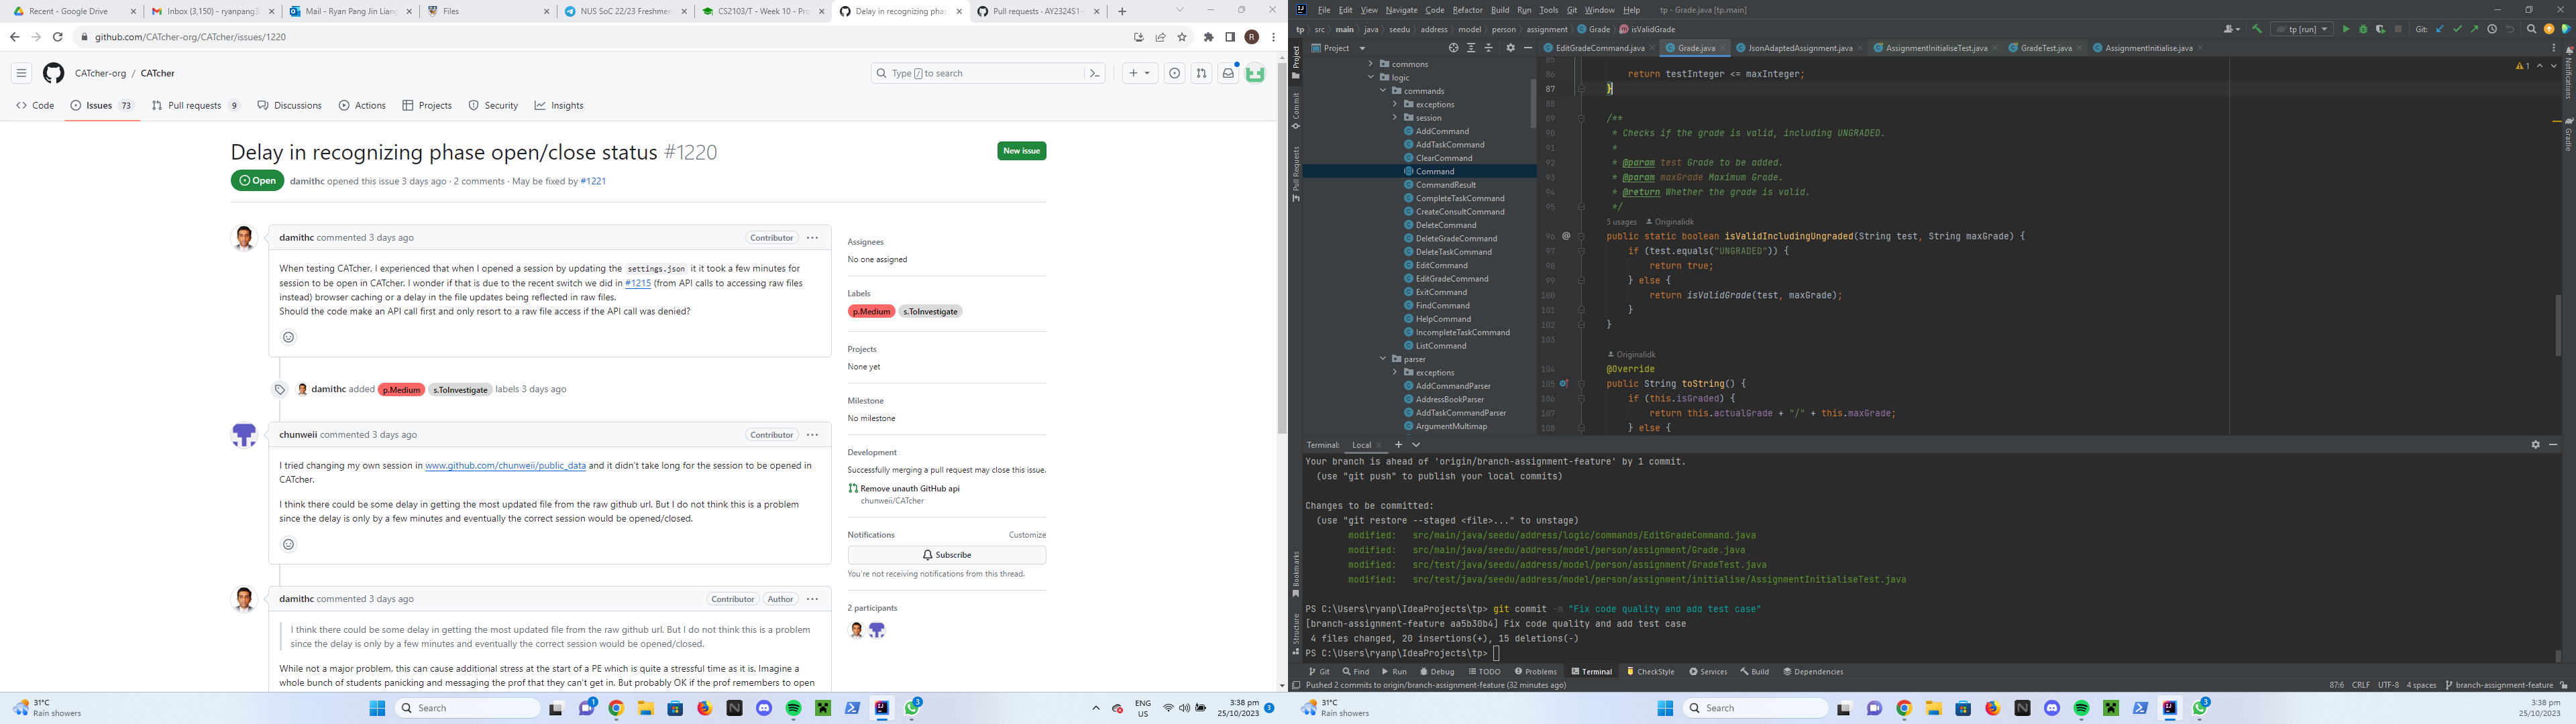 Recent - Google Drive
Inbox (3,150) - ryanpang3
Mail - Ryan Pang Jin Liang
Files
NUS SoC 22/23 Freshmen
CS2103/T - Week 10 - Pro
Delay in recognizing phase
Pull requests · AY2324S1-
github.com/CATcher-org/CATcher/issues/1220
CATcher-org / CATcher
Type / to search
Code
Issues 73
Pull requests 9
Discussions
Actions
Projects
Security
Insights
Delay in recognizing phase open/close status #1220
New issue
Open
damithc opened this issue 3 days ago · 2 comments · May be fixed by #1221
damithc commented 3 days ago
Contributor
When testing CATcher, I experienced that when I opened a session by updating the settings.json it it took a few minutes for
session to be open in CATcher. I wonder if that is due to the recent switch we did in #1215 (from API calls to accessing raw files
instead) browser caching or a delay in the file updates being reflected in raw files.
Should the code make an API call first and only resort to a raw file access if the API call was denied?
damithc added p.Medium s.ToInvestigate labels 3 days ago
chunweii commented 3 days ago
Contributor
I tried changing my own session in www.github.com/chunweii/public_data and it didn't take long for the session to be opened in
CATcher.
I think there could be some delay in getting the most updated file from the raw github url. But I do not think this is a problem
since the delay is only by a few minutes and eventually the correct session would be opened/closed.
damithc commented 3 days ago
Contributor
Author
I think there could be some delay in getting the most updated file from the raw github url. But I do not think this is a problem
since the delay is only by a few minutes and eventually the correct session would be opened/closed.
While not a major problem, this can cause additional stress at the start of a PE which is quite a stressful time as it is. Imagine a
whole bunch of students panicking and messaging the prof that they can't get in. But probably OK if the prof remembers to open
Assignees
No one assigned
Labels
p.Medium s.ToInvestigate
Projects
None yet
Milestone
No milestone
Development
Successfully merging a pull request may close this issue.
Remove unauth GitHub api
chunweii/CATcher
Notifications
Customize
Subscribe
You're not receiving notifications from this thread.
2 participants
31°C
Rain showers
Search
ENG
US
3:38 pm
25/10/2023
File Edit View Navigate Code Refactor Build Run Tools Git Window Help tp - Grade.java [tp.main]
tp src main java seedu address model person assignment Grade isValidGrade
tp [run]
Git:
Project
EditGradeCommand.java
Grade.java
JsonAdaptedAssignment.java
AssignmentInitialiseTest.java
GradeTest.java
AssignmentInitialise.java
Project
Commit
Pull Requests
Bookmarks
Structure
Notifications
Gradle
commons
logic
commands
exceptions
session
AddCommand
AddTaskCommand
ClearCommand
Command
CommandResult
CompleteTaskCommand
CreateConsultCommand
DeleteCommand
DeleteGradeCommand
DeleteTaskCommand
EditCommand
EditGradeCommand
ExitCommand
FindCommand
HelpCommand
IncompleteTaskCommand
ListCommand
parser
exceptions
AddCommandParser
AddressBookParser
AddTaskCommandParser
ArgumentMultimap
1
85
86 return testInteger <= maxInteger;
87 }
88
89 /**
90 * Checks if the grade is valid, including UNGRADED.
91 *
92 * @param test Grade to be added.
93 * @param maxGrade Maximum Grade.
94 * @return Whether the grade is valid.
95 */
5 usages Originalidk
96 public static boolean isValidIncludingUngraded(String test, String maxGrade) {
97 if (test.equals("UNGRADED")) {
98 return true;
99 } else {
100 return isValidGrade(test, maxGrade);
101 }
102 }
103
Originalidk
104 @Override
105 public String toString() {
106 if (this.isGraded) {
107 return this.actualGrade + "/" + this.maxGrade;
108 } else {
Terminal: Local
Your branch is ahead of 'origin/branch-assignment-feature' by 1 commit.
(use "git push" to publish your local commits)
Changes to be committed:
(use "git restore --staged <file>..." to unstage)
modified: src/main/java/seedu/address/logic/commands/EditGradeCommand.java
modified: src/main/java/seedu/address/model/person/assignment/Grade.java
modified: src/test/java/seedu/address/model/person/assignment/GradeTest.java
modified: src/test/java/seedu/address/model/person/assignment/initialise/AssignmentInitialiseTest.java
PS C:\Users\ryanp\IdeaProjects\tp> git commit -m "Fix code quality and add test case"
[branch-assignment-feature aa5b30b4] Fix code quality and add test case
4 files changed, 20 insertions(+), 15 deletions(-)
PS C:\Users\ryanp\IdeaProjects\tp>
Git Find Run Debug TODO Problems Terminal CheckStyle Services Build Dependencies
Pushed 2 commits to origin/branch-assignment-feature (32 minutes ago)
87:6 CRLF UTF-8 4 spaces branch-assignment-feature
31°C
Rain showers
Search
3:38 pm
25/10/2023